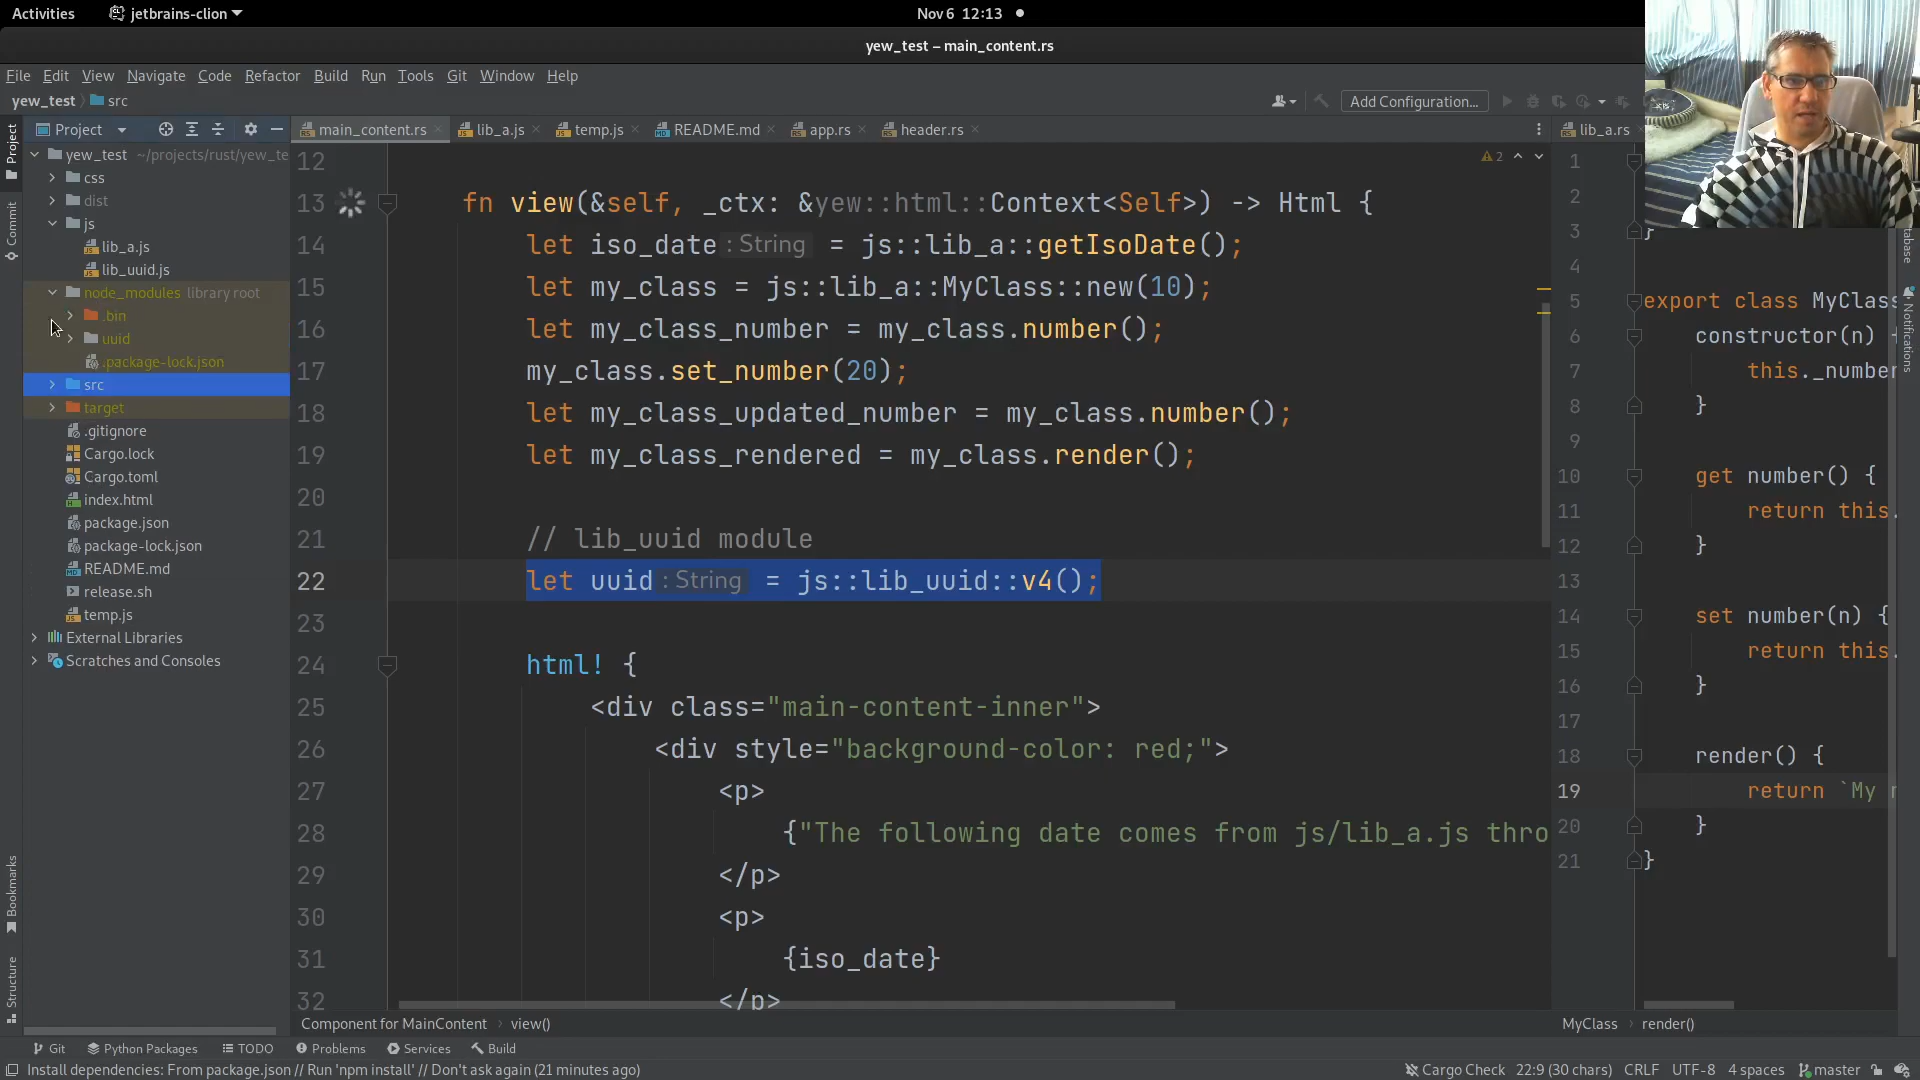 Activities
jetbrains-clion
Nov 6 12:13
yew_test – main_content.rs
File Edit View Navigate Code Refactor Build Run Tools Git Window Help
yew_test src
Add Configuration...
Project
main_content.rs
lib_a.js
temp.js
README.md
app.rs
header.rs
lib_a.rs
Project
Commit
Bookmarks
Structure
yew_test ~/projects/rust/yew_te
css
dist
js
lib_a.js
lib_uuid.js
node_modules library root
.bin
uuid
.package-lock.json
src
target
.gitignore
Cargo.lock
Cargo.toml
index.html
package.json
package-lock.json
README.md
release.sh
temp.js
External Libraries
Scratches and Consoles
2
12
13 fn view(&self, _ctx: &yew::html::Context<Self>) -> Html {
14 let iso_date : String = js::lib_a::getIsoDate();
15 let my_class = js::lib_a::MyClass::new(10);
16 let my_class_number = my_class.number();
17 my_class.set_number(20);
18 let my_class_updated_number = my_class.number();
19 let my_class_rendered = my_class.render();
20
21 // lib_uuid module
22 let uuid : String = js::lib_uuid::v4();
23
24 html! {
25 <div class="main-content-inner">
26 <div style="background-color: red;">
27 <p>
28 {"The following date comes from js/lib_a.js thro
29 </p>
30 <p>
31 {iso_date}
32 </p>
1
2
3 }
4
5 export class MyClass
6 constructor(n) {
7 this._number
8 }
9
10 get number() {
11 return this.
12 }
13
14 set number(n) {
15 return this.
16 }
17
18 render() {
19 return `My
20 }
21 }
tabase
Notifications
Component for MainContent view()
MyClass render()
Git Python Packages TODO Problems Services Build
Install dependencies: From package.json // Run 'npm install' // Don't ask again (21 minutes ago)
Cargo Check 22:9 (30 chars) CRLF UTF-8 4 spaces master